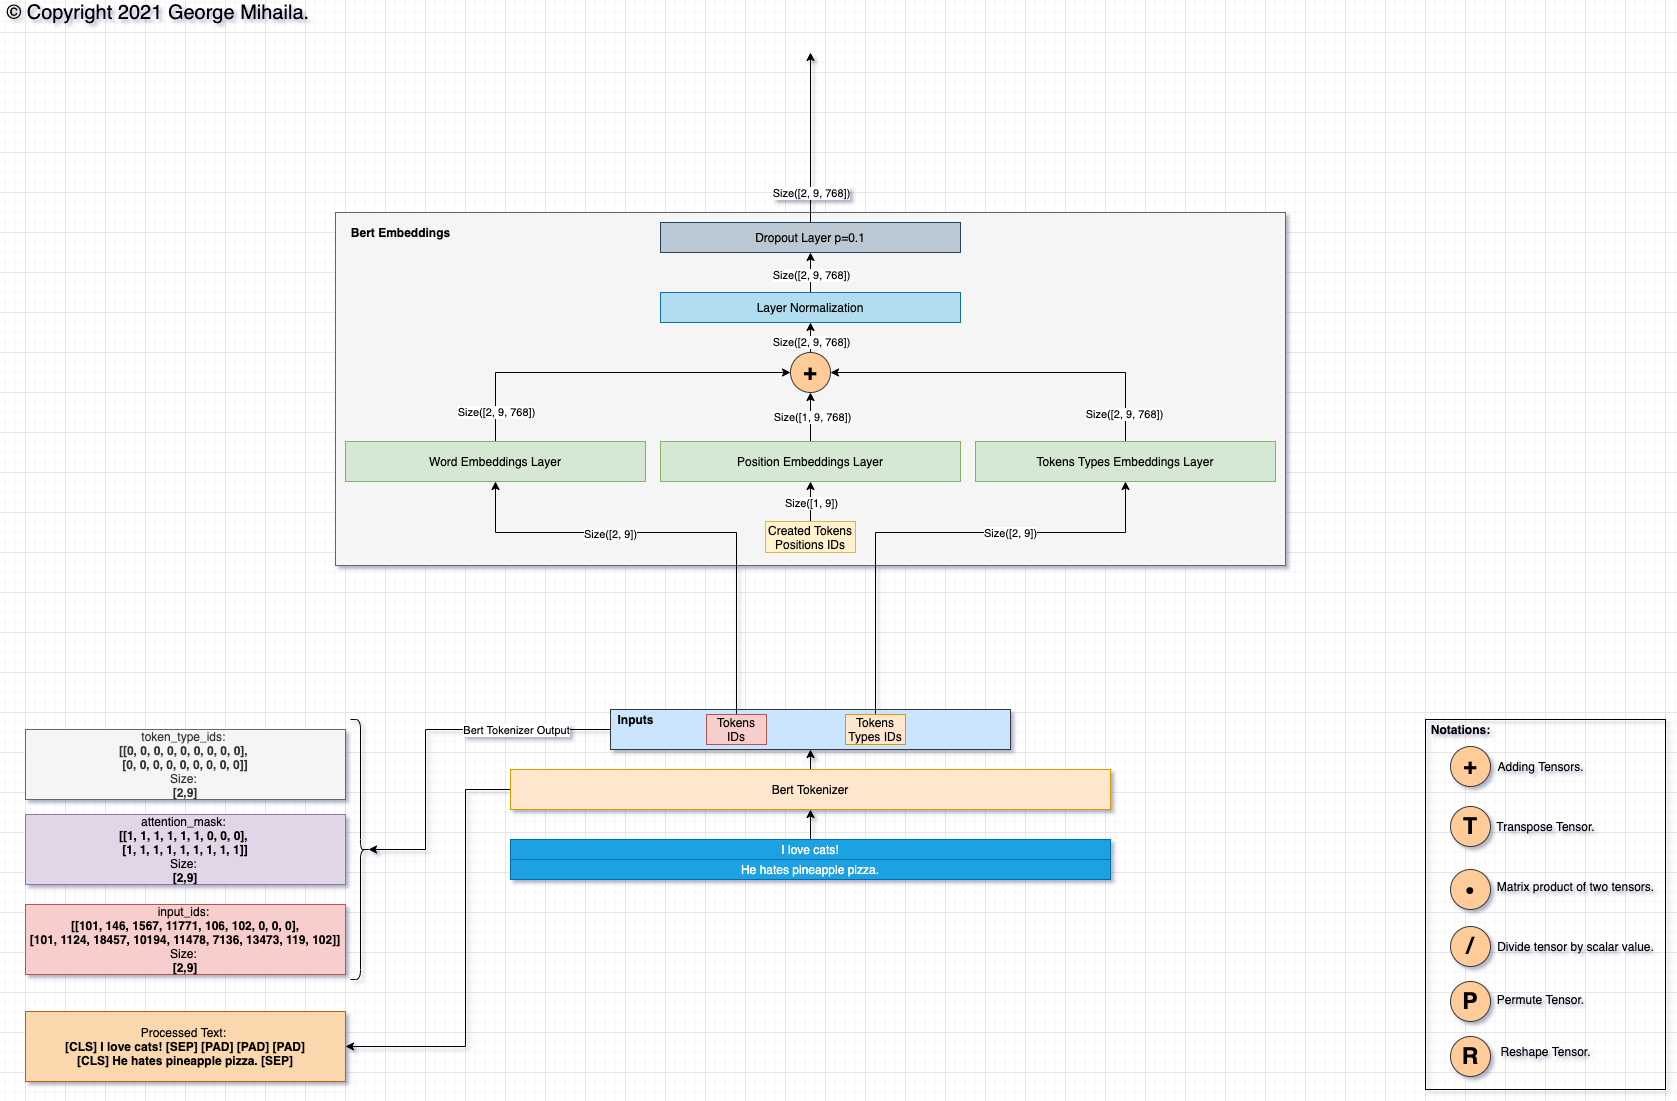 © Copyright 2021 George Mihaila.
Size([2, 9, 768])
Bert Embeddings
Dropout Layer p=0.1
Size([2, 9, 768])
Layer Normalization
Size([2, 9, 768])
+
Size([2, 9, 768])
Size([1, 9, 768])
Size([2, 9, 768])
Word Embeddings Layer
Position Embeddings Layer
Tokens Types Embeddings Layer
Size([1, 9])
Size([2, 9])
Created Tokens
Positions IDs
Size([2, 9])
Inputs
Tokens
IDs
Tokens
Types IDs
Bert Tokenizer Output
Bert Tokenizer
I love cats!
He hates pineapple pizza.
token_type_ids:
[[0, 0, 0, 0, 0, 0, 0, 0, 0],
[0, 0, 0, 0, 0, 0, 0, 0, 0]]
Size:
[2,9]
attention_mask:
[[1, 1, 1, 1, 1, 1, 0, 0, 0],
[1, 1, 1, 1, 1, 1, 1, 1, 1]]
Size:
[2,9]
input_ids:
[[101, 146, 1567, 11771, 106, 102, 0, 0, 0],
[101, 1124, 18457, 10194, 11478, 7136, 13473, 119, 102]]
Size:
[2,9]
Processed Text:
[CLS] I love cats! [SEP] [PAD] [PAD] [PAD]
[CLS] He hates pineapple pizza. [SEP]
Notations:
+ Adding Tensors.
T Transpose Tensor.
• Matrix product of two tensors.
/ Divide tensor by scalar value.
P Permute Tensor.
R Reshape Tensor.